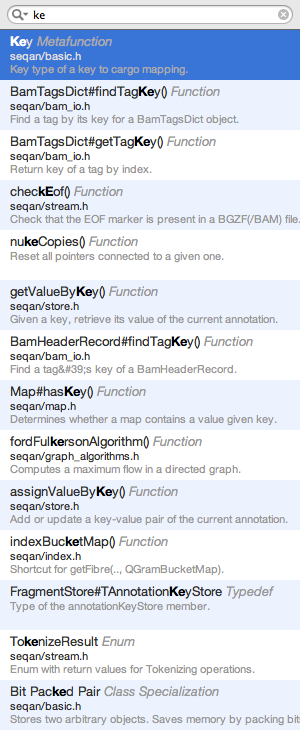 ke
Key Metafunction
seqan/basic.h
Key type of a key to cargo mapping.
BamTagsDict#findTagKey() Function
seqan/bam_io.h
Find a tag by its key for a BamTagsDict object.
BamTagsDict#getTagKey() Function
seqan/bam_io.h
Return key of a tag by index.
checkEof() Function
seqan/stream.h
Check that the EOF marker is present in a BGZF(/BAM) file.
nukeCopies() Function
Reset all pointers connected to a given one.
getValueByKey() Function
seqan/store.h
Given a key, retrieve its value of the current annotation.
BamHeaderRecord#findTagKey() Function
seqan/bam_io.h
Find a tag&#39;s key of a BamHeaderRecord.
Map#hasKey() Function
seqan/map.h
Determines whether a map contains a value given key.
fordFulkersonAlgorithm() Function
seqan/graph_algorithms.h
Computes a maximum flow in a directed graph.
assignValueByKey() Function
seqan/store.h
Add or update a key-value pair of the current annotation.
indexBucketMap() Function
seqan/index.h
Shortcut for getFibre(.., QGramBucketMap).
FragmentStore#TAnnotationKeyStore Typedef
Type of the annotationKeyStore member.
TokenizeResult Enum
seqan/stream.h
Enum with return values for Tokenizing operations.
Bit Packed Pair Class Specialization
seqan/basic.h
Stores two arbitrary objects. Saves memory by packing bits